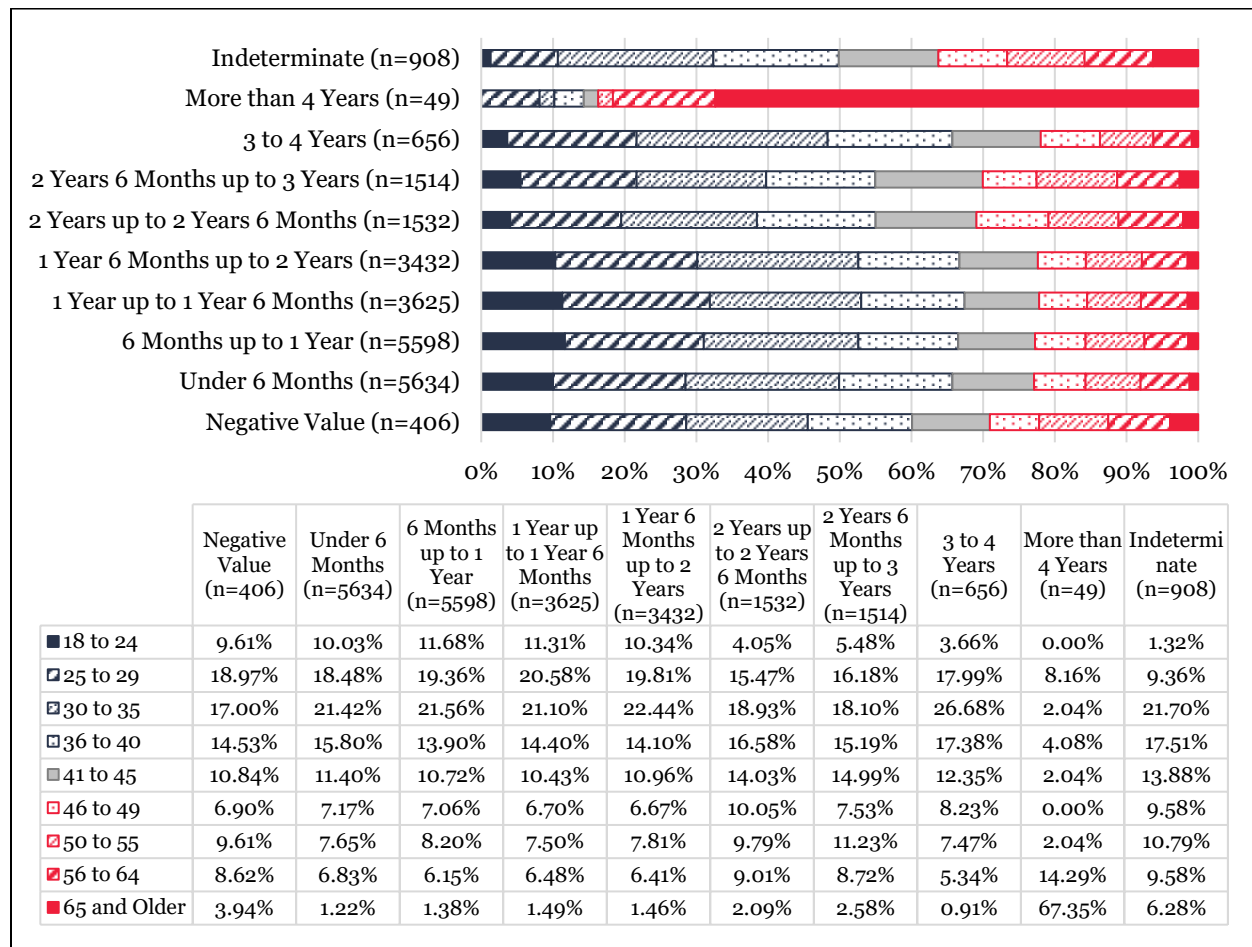 Indeterminate (n=908)
More than 4 Years (n=49)
3 to 4 Years (n=656)
2 Years 6 Months up to 3 Years (n=1514)
2 Years up to 2 Years 6 Months (n=1532)
1 Year 6 Months up to 2 Years (n=3432)
1 Year up to 1 Year 6 Months (n=3625)
6 Months up to 1 Year (n=5598)
Under 6 Months (n=5634)
Negative Value (n=406)
0% 10% 20% 30% 40% 50% 60% 70% 80% 90% 100%
Negative
Value
(n=406)
Under 6
Months
(n=5634)
6 Months
up to 1
Year
(n=5598)
1 Year up
to 1 Year 6
Months
(n=3625)
1 Year 6
Months
up to 2
Years
(n=3432)
2 Years up
to 2 Years
6 Months
(n=1532)
2 Years 6
Months
up to 3
Years
(n=1514)
3 to 4
Years
(n=656)
More than
4 Years
(n=49)
Indetermi
nate
(n=908)
18 to 24 9.61% 10.03% 11.68% 11.31% 10.34% 4.05% 5.48% 3.66% 0.00% 1.32%
25 to 29 18.97% 18.48% 19.36% 20.58% 19.81% 15.47% 16.18% 17.99% 8.16% 9.36%
30 to 35 17.00% 21.42% 21.56% 21.10% 22.44% 18.93% 18.10% 26.68% 2.04% 21.70%
36 to 40 14.53% 15.80% 13.90% 14.40% 14.10% 16.58% 15.19% 17.38% 4.08% 17.51%
41 to 45 10.84% 11.40% 10.72% 10.43% 10.96% 14.03% 14.99% 12.35% 2.04% 13.88%
46 to 49 6.90% 7.17% 7.06% 6.70% 6.67% 10.05% 7.53% 8.23% 0.00% 9.58%
50 to 55 9.61% 7.65% 8.20% 7.50% 7.81% 9.79% 11.23% 7.47% 2.04% 10.79%
56 to 64 8.62% 6.83% 6.15% 6.48% 6.41% 9.01% 8.72% 5.34% 14.29% 9.58%
65 and Older 3.94% 1.22% 1.38% 1.49% 1.46% 2.09% 2.58% 0.91% 67.35% 6.28%